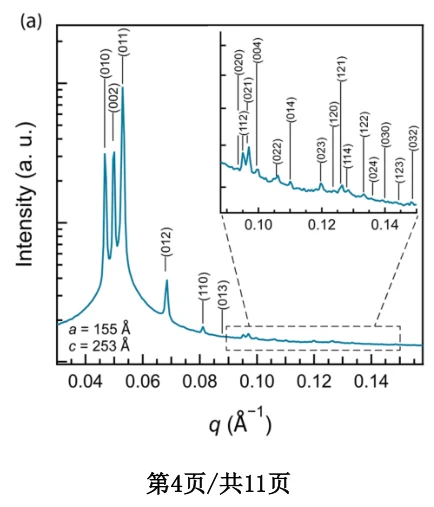 (a)
Intensity (a. u.)
(010)
(002)
(011)
(012)
(110)
(013)
a = 155 Å
c = 253 Å
(020)
(112)
(021)
(004)
(022)
(014)
(023)
(120)
(121)
(114)
(122)
(024)
(030)
(123)
(032)
0.10 0.12 0.14
0.04 0.06 0.08 0.10 0.12 0.14
q (Å⁻¹)
第4页/共11页